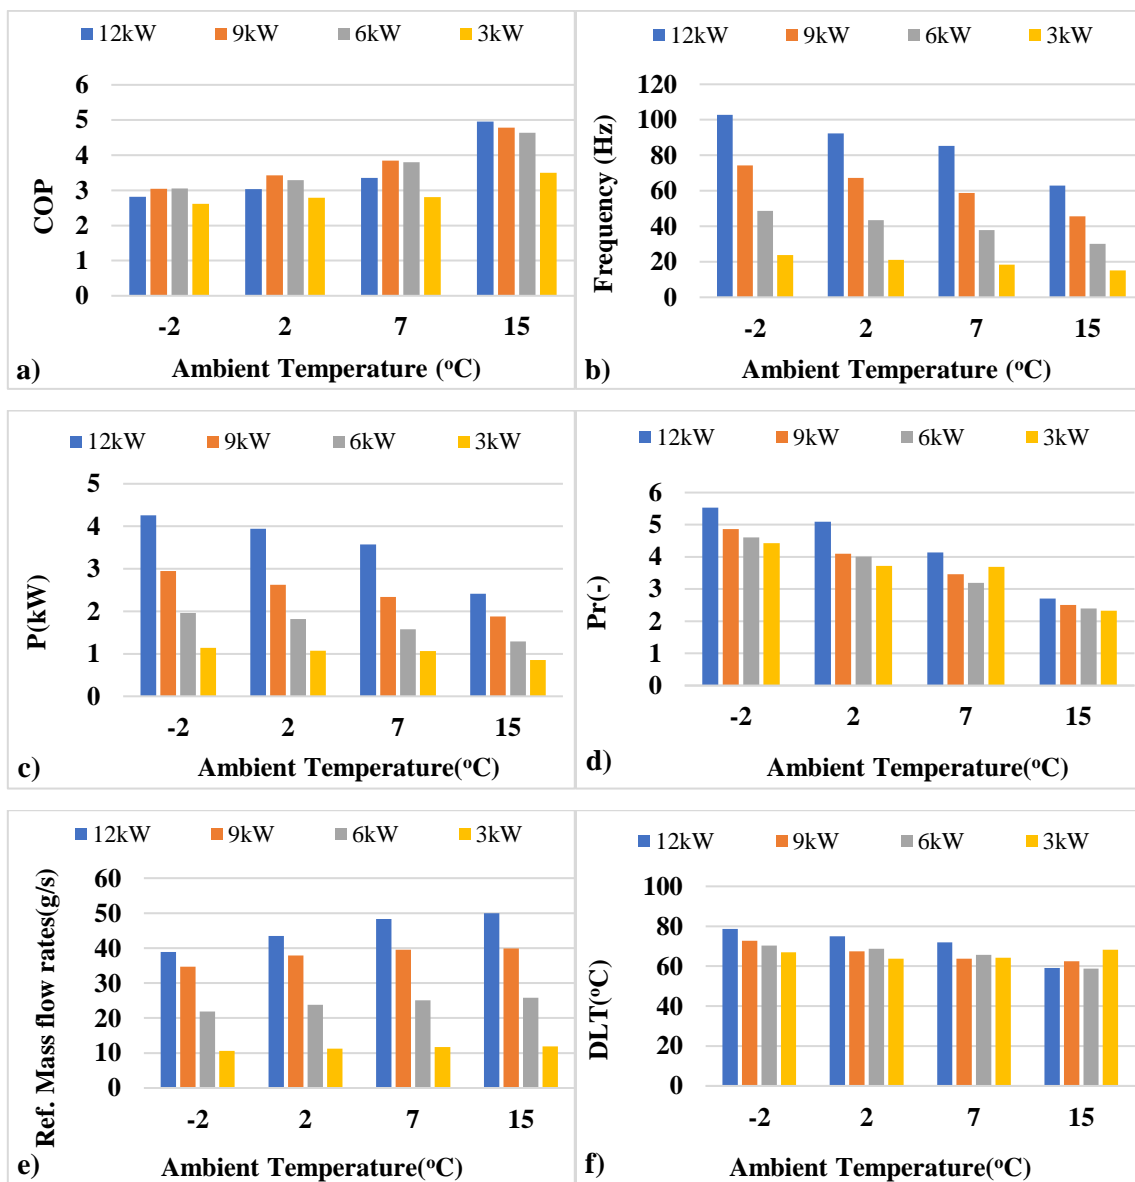 12kW 9kW 6kW 3kW
6
5
4
3
2
1
0
COP
-2 2 7 15
Ambient Temperature (°C)
a)
12kW 9kW 6kW 3kW
120
100
80
60
40
20
0
Frequency (Hz)
-2 2 7 15
Ambient Temperature (°C)
b)
12kW 9kW 6kW 3kW
5
4
3
2
1
0
P(kW)
-2 2 7 15
Ambient Temperature(°C)
c)
12kW 9kW 6kW 3kW
6
5
4
3
2
1
0
Pr(-)
-2 2 7 15
Ambient Temperature(°C)
d)
12kW 9kW 6kW 3kW
60
50
40
30
20
10
0
Ref. Mass flow rates(g/s)
-2 2 7 15
Ambient Temperature(°C)
e)
12kW 9kW 6kW 3kW
100
80
60
40
20
0
DLT(°C)
-2 2 7 15
Ambient Temperature(°C)
f)